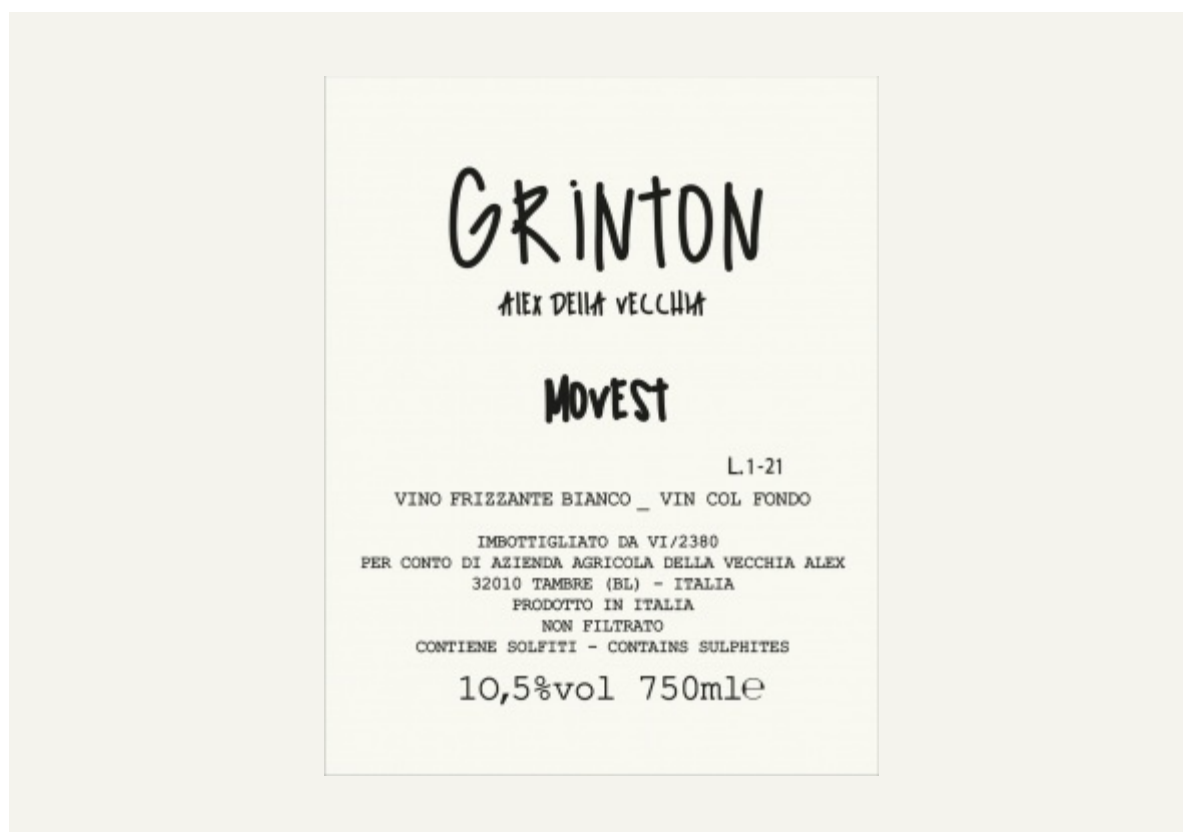 GRINTON
ALEX DELLA VECCHIA
MOVEST
L.1-21
VINO FRIZZANTE BIANCO _ VIN COL FONDO
IMBOTTIGLIATO DA VI/2380
PER CONTO DI AZIENDA AGRICOLA DELLA VECCHIA ALEX
32010 TAMBRE (BL) - ITALIA
PRODOTTO IN ITALIA
NON FILTRATO
CONTIENE SOLFITI - CONTAINS SULPHITES
10,5%vol 750ml℮